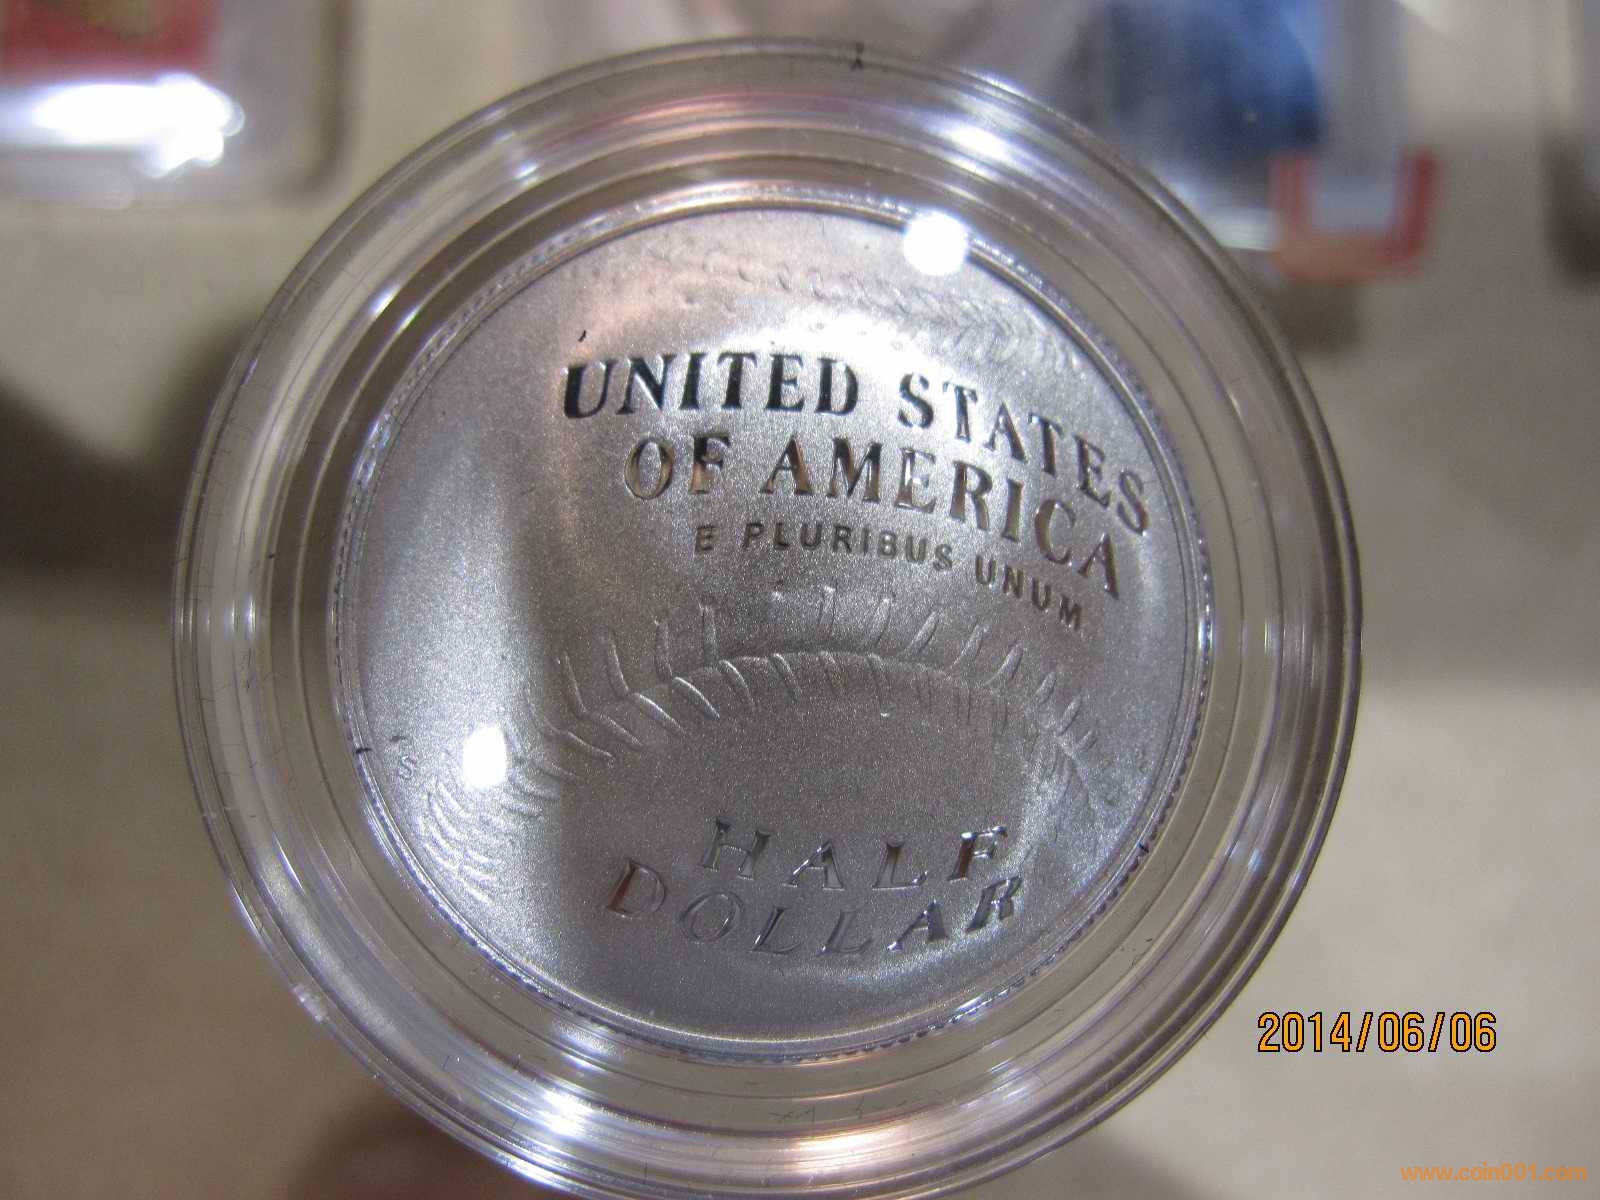 UNITED STATES
OF AMERICA
E PLURIBUS UNUM
S
HALF
DOLLAR
2014/06/06
www.coin001.com